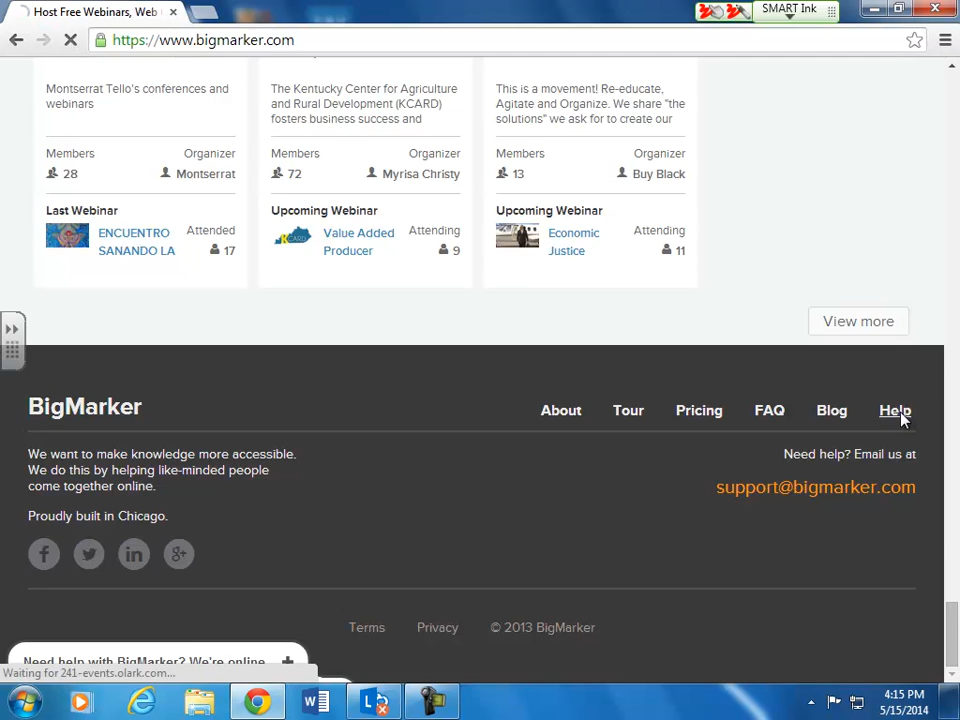 Host Free Webinars, Web
SMART Ink
https://www.bigmarker.com
Montserrat Tello's conferences and
webinars
Members Organizer
28 Montserrat
Last Webinar
ENCUENTRO
SANANDO LA
Attended
17
The Kentucky Center for Agriculture
and Rural Development (KCARD)
fosters business success and
Members Organizer
72 Myrisa Christy
Upcoming Webinar
Value Added
Producer
Attending
9
This is a movement! Re-educate,
Agitate and Organize. We share "the
solutions" we ask for to create our
Members Organizer
13 Buy Black
Upcoming Webinar
Economic
Justice
Attending
11
View more
BigMarker
About Tour Pricing FAQ Blog Help
We want to make knowledge more accessible.
We do this by helping like-minded people
come together online.
Proudly built in Chicago.
Need help? Email us at
support@bigmarker.com
Terms Privacy © 2013 BigMarker
Need help with BigMarker? We're online
Waiting for 241-events.olark.com...
4:15 PM
5/15/2014